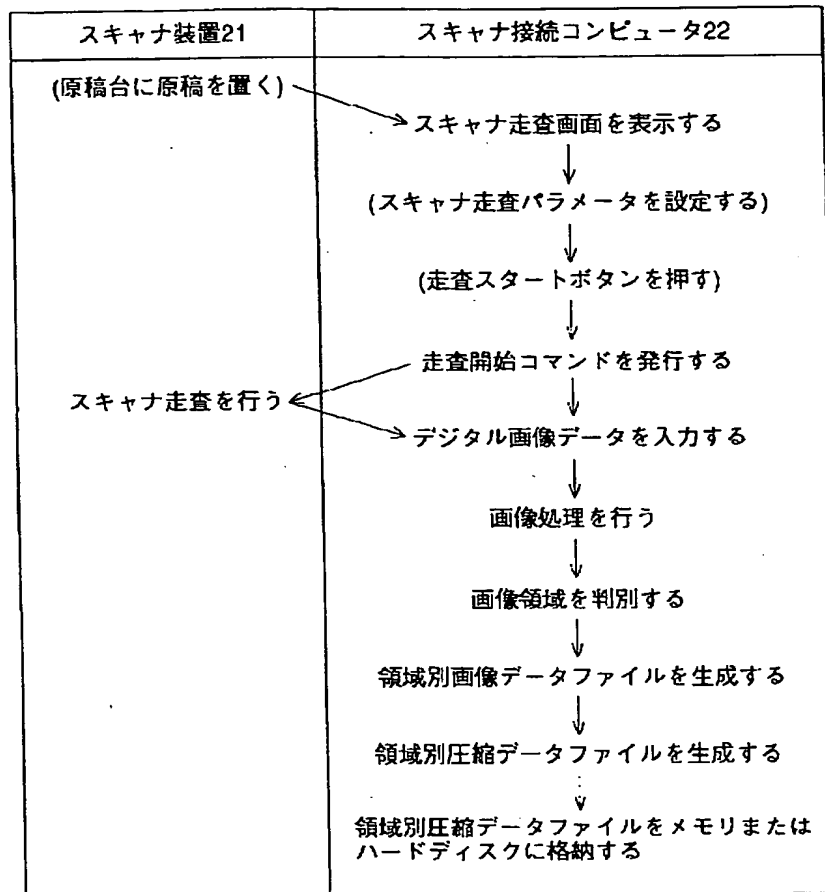 スキャナ装置21
スキャナ接続コンピュータ22
(原稿台に原稿を置く)
スキャナ走査画面を表示する
(スキャナ走査パラメータを設定する)
(走査スタートボタンを押す)
走査開始コマンドを発行する
スキャナ走査を行う
デジタル画像データを入力する
画像処理を行う
画像領域を判別する
領域別画像データファイルを生成する
領域別圧縮データファイルを生成する
領域別圧縮データファイルをメモリまたは
ハードディスクに格納する